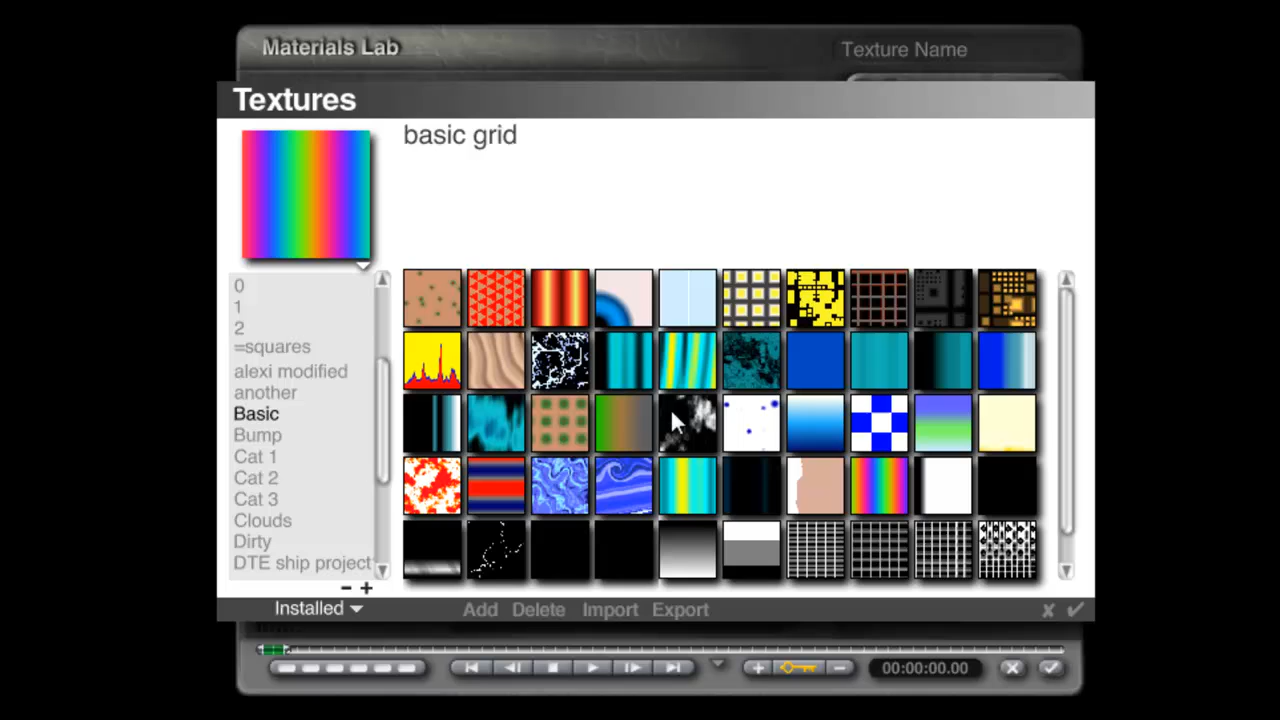 Materials Lab
Texture Name
Textures
basic grid
0
1
2
=squares
alexi modified
another
Basic
Bump
Cat 1
Cat 2
Cat 3
Clouds
Dirty
DTE ship project
Installed
Add Delete Import Export
00:00:00.00